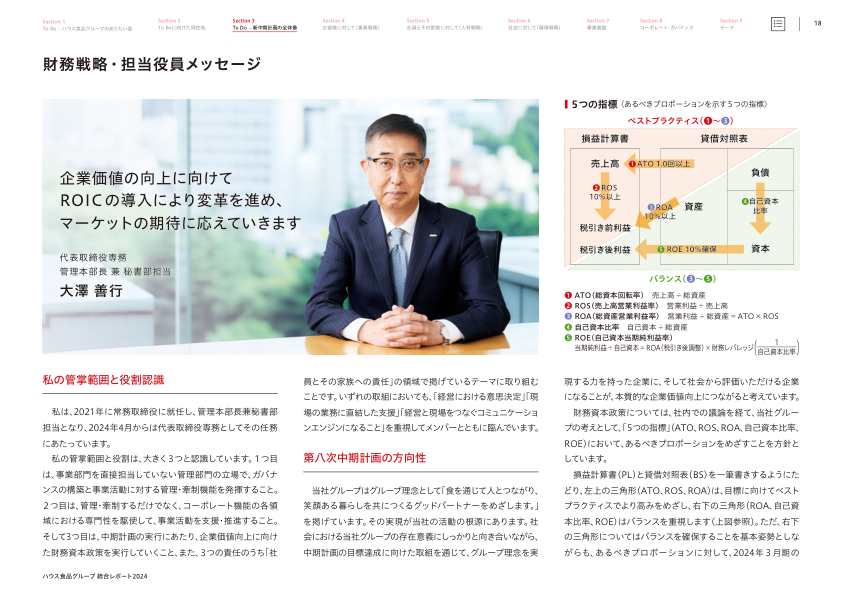 Section 1
To Be －ハウス食品グループのありたい姿
Section 2
To Beに向けた現在地
Section 3
To Do － 新中期計画の全体像
Section 4
お客様に対して(事業戦略)
Section 5
社員とその家族に対して(人材戦略)
Section 6
社会に対して(環境戦略)
Section 7
事業基盤
Section 8
コーポレート・ガバナンス
Section 9
データ
18
財務戦略・担当役員メッセージ
企業価値の向上に向けて
ROICの導入により変革を進め、
マーケットの期待に応えていきます
代表取締役専務
管理本部長 兼 秘書部担当
大澤 善行
5つの指標（あるべきプロポーションを示す5つの指標）
ベストプラクティス(❶～❸)
損益計算書
貸借対照表
売上高
❶ATO 1.0回以上
負債
❷ROS
10%以上
❸ROA
10%以上
資産
❹自己資本
比率
税引き前利益
税引き後利益
❺ ROE 10%確保
資本
バランス(❸～❺)
❶ ATO（総資本回転率） 売上高÷総資産
❷ ROS（売上高営業利益率） 営業利益÷売上高
❸ ROA（総資産営業利益率） 営業利益÷総資産＝ATO×ROS
❹ 自己資本比率 自己資本÷総資産
❺ ROE（自己資本当期純利益率）
当期純利益÷自己資本＝ROA（税引き後調整）×財務レバレッジ(1/自己資本比率)
私の管掌範囲と役割認識
私は、2021年に常務取締役に就任し、管理本部長兼秘書部
担当となり、2024年4月からは代表取締役専務としてその任務
にあたっています。
私の管掌範囲と役割は、大きく3つと認識しています。1つ目
は、事業部門を直接担当していない管理部門の立場で、ガバナ
ンスの構築と事業活動に対する管理・牽制機能を発揮すること。
2つ目は、管理・牽制するだけでなく、コーポレート機能の各領
域における専門性を駆使して、事業活動を支援・推進すること。
そして3つ目は、中期計画の実行にあたり、企業価値向上に向け
た財務資本政策を実行していくこと、また、3つの責任のうち「社
員とその家族への責任」の領域で掲げているテーマに取り組む
ことです。いずれの取組においても、「経営における意思決定」「現
場の業務に直結した支援」「経営と現場をつなぐコミュニケーショ
ンエンジンになること」を重視してメンバーとともに臨んでいます。
第八次中期計画の方向性
当社グループはグループ理念として「食を通じて人とつながり、
笑顔ある暮らしを共につくるグッドパートナーをめざします。」
を掲げています。その実現が当社の活動の根源にあります。社
会における当社グループの存在意義にしっかりと向き合いながら、
中期計画の目標達成に向けた取組を通じて、グループ理念を実
現する力を持った企業に、そして社会から評価いただける企業
になることが、本質的な企業価値向上につながると考えています。
財務資本政策については、社内での議論を経て、当社グルー
プの考えとして、「5つの指標」（ATO、ROS、ROA、自己資本比率、
ROE）において、あるべきプロポーションをめざすことを方針と
しています。
損益計算書（PL）と貸借対照表（BS）を一筆書きするようにた
どり、左上の三角形（ATO、ROS、ROA）は、目標に向けてベスト
プラクティスでより高みをめざし、右下の三角形（ROA、自己資
本比率、ROE）はバランスを重視します（上図参照）。ただ、右下
の三角形についてはバランスを確保することを基本姿勢としな
がらも、あるべきプロポーションに対して、2024年3月期の
ハウス食品グループ 統合レポート2024